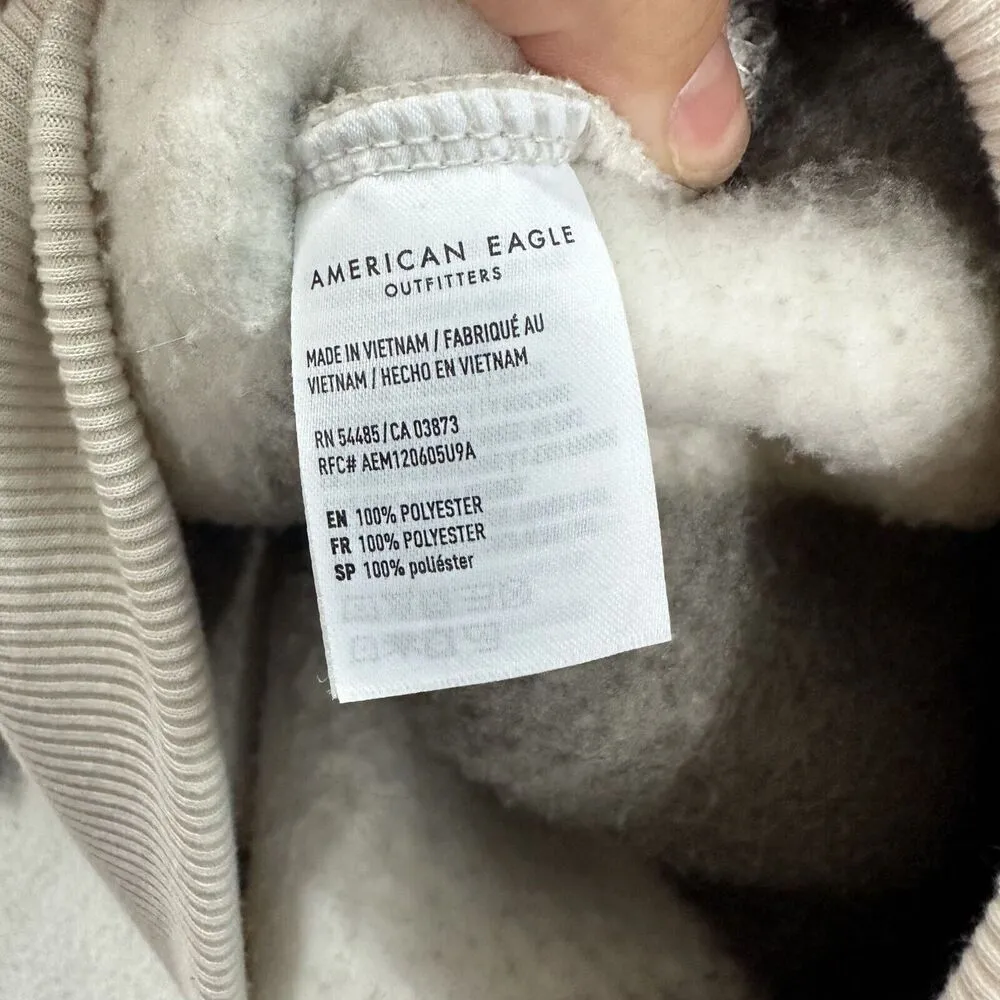 AMERICAN EAGLE
OUTFITTERS
MADE IN VIETNAM / FABRIQUÉ AU
VIETNAM / HECHO EN VIETNAM
RN 54485/CA 03873
RFC# AEM120605U9A
EN 100% POLYESTER
FR 100% POLYESTER
SP 100% poliéster